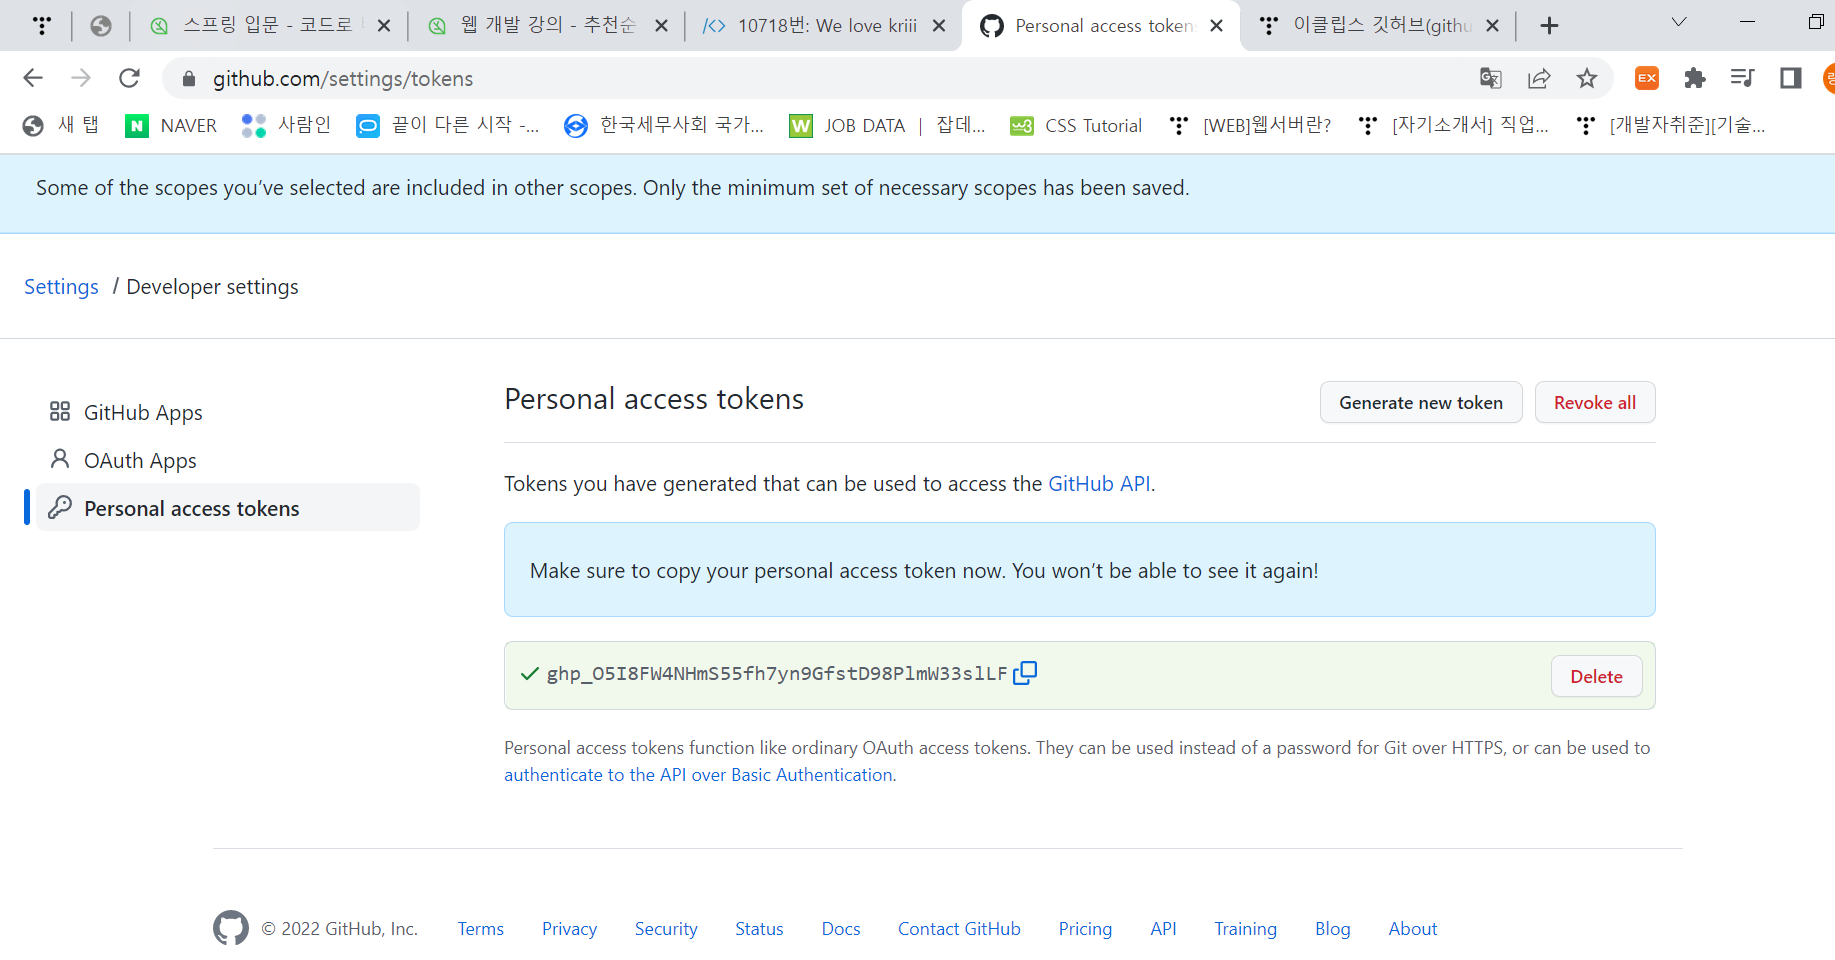 스프링 입문 - 코드로
웹 개발 강의 - 추천순
10718번: We love kriii
Personal access token
이클립스 깃허브(githu
github.com/settings/tokens
EX
새 탭
N NAVER
사람인
끝이 다른 시작 -...
한국세무사회 국가...
W JOB DATA | 잡데...
w3 CSS Tutorial
[WEB]웹서버란?
[자기소개서] 직업...
[개발자취준][기술...
Some of the scopes you’ve selected are included in other scopes. Only the minimum set of necessary scopes has been saved.
Settings / Developer settings
GitHub Apps
OAuth Apps
Personal access tokens
Personal access tokens
Generate new token
Revoke all
Tokens you have generated that can be used to access the GitHub API.
Make sure to copy your personal access token now. You won’t be able to see it again!
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
Delete
Personal access tokens function like ordinary OAuth access tokens. They can be used instead of a password for Git over HTTPS, or can be used to
authenticate to the API over Basic Authentication.
© 2022 GitHub, Inc. Terms Privacy Security Status Docs Contact GitHub Pricing API Training Blog About